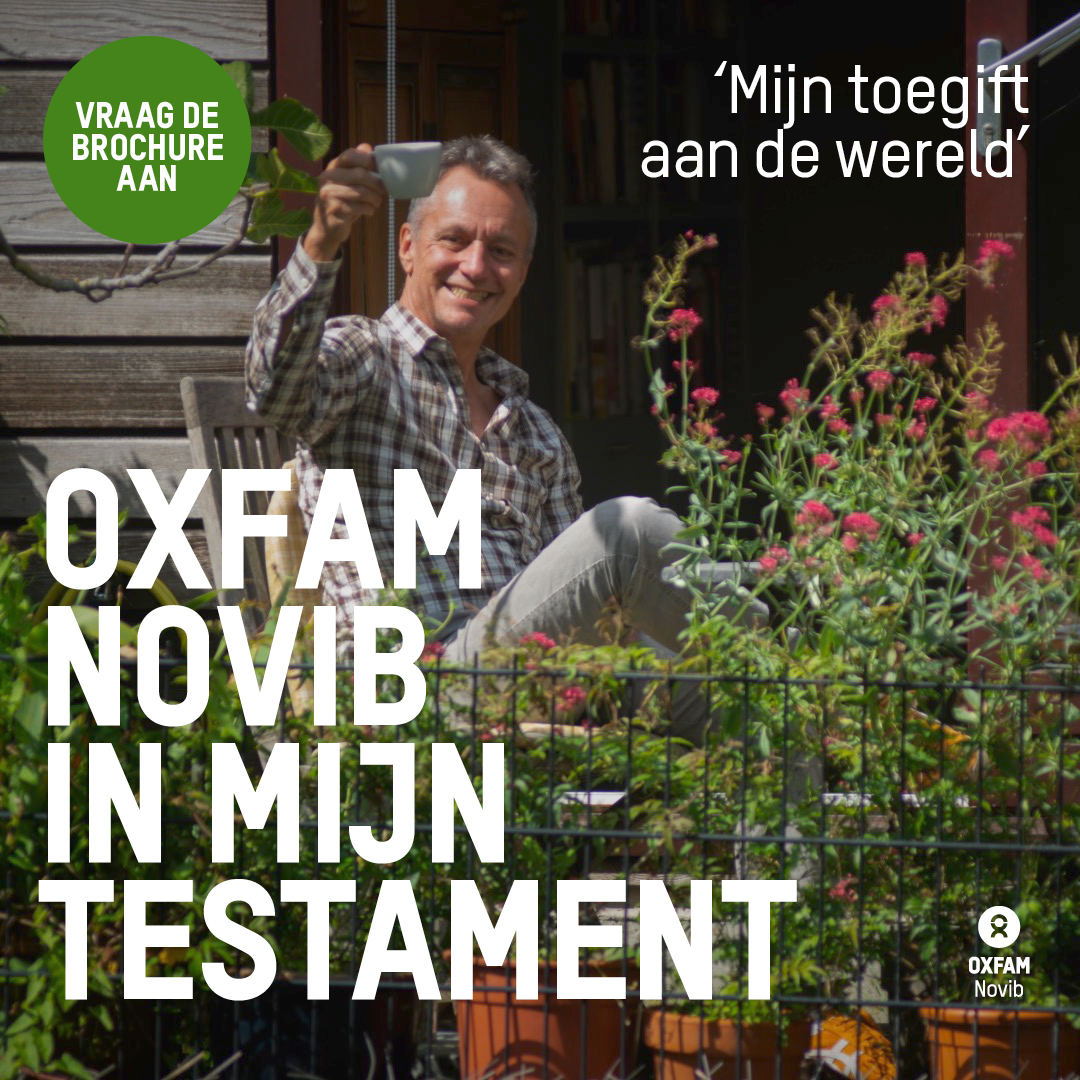 VRAAG DE
BROCHURE
AAN
‘Mijn toegift
aan de wereld’
OXFAM
NOVIB
IN MIJN
TESTAMENT
OXFAM
Novib